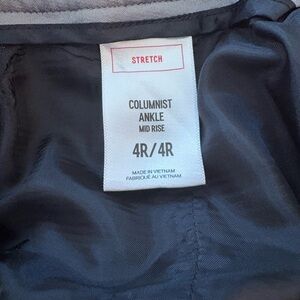 STRETCH
COLUMNIST
ANKLE
MID RISE
4R/4R
MADE IN VIETNAM
FABRIQUÉ AU VIETNAM